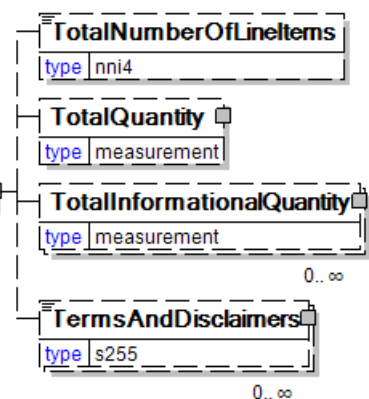 TotalNumberOfLineItems
type nni4
TotalQuantity
type measurement
TotalInformationalQuantity
type measurement
0.. ∞
TermsAndDisclaimers
type s255
0.. ∞